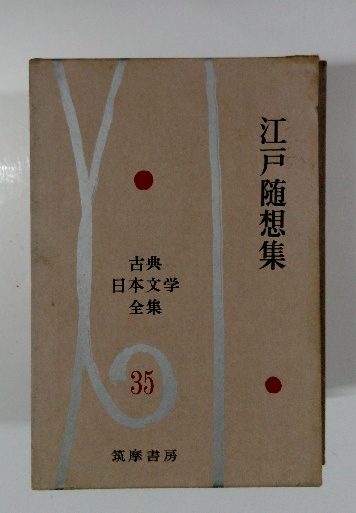 江戸随想集
古典
日本文学
全集
35
筑摩書房